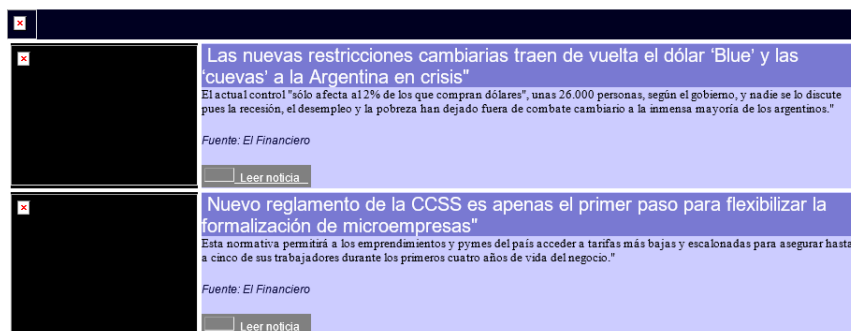 Las nuevas restricciones cambiarias traen de vuelta el dólar ‘Blue’ y las
‘cuevas’ a la Argentina en crisis"
El actual control "sólo afecta al 2% de los que compran dólares", unas 26.000 personas, según el gobierno, y nadie se lo discute
pues la recesión, el desempleo y la pobreza han dejado fuera de combate cambiario a la inmensa mayoría de los argentinos."
Fuente: El Financiero
Leer noticia
Nuevo reglamento de la CCSS es apenas el primer paso para flexibilizar la
formalización de microempresas"
Esta normativa permitirá a los emprendimientos y pymes del país acceder a tarifas más bajas y escalonadas para asegurar hasta
a cinco de sus trabajadores durante los primeros cuatro años de vida del negocio."
Fuente: El Financiero
Leer noticia